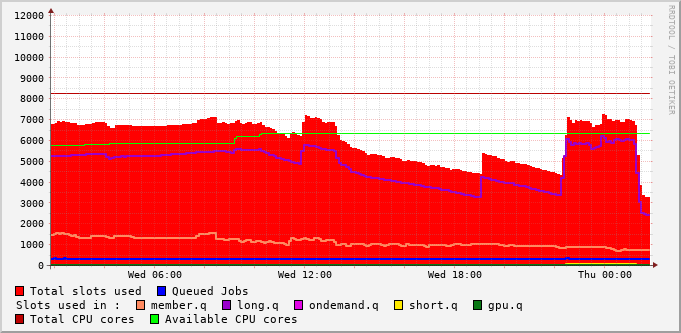 RRDTOOL / TOBI OETIKER
12000
11000
10000
9000
8000
7000
6000
5000
4000
3000
2000
1000
0
Wed 06:00 Wed 12:00 Wed 18:00 Thu 00:00
Total slots used Queued Jobs
Slots used in : member.q long.q ondemand.q short.q gpu.q
Total CPU cores Available CPU cores